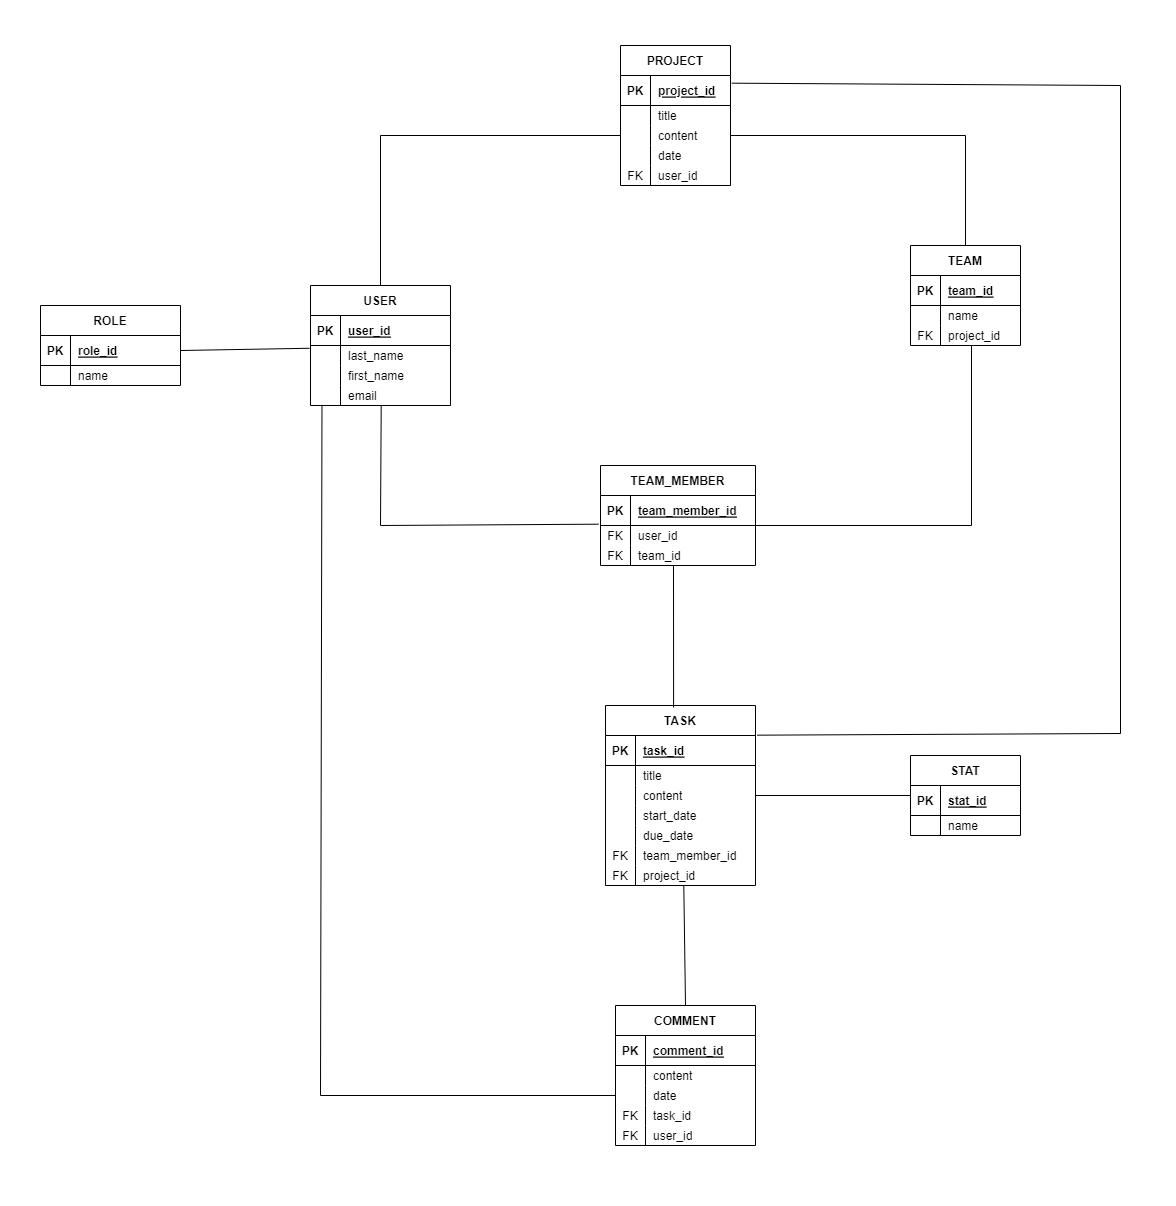 PROJECT
PK project_id
title
content
date
FK user_id
TEAM
PK team_id
name
FK project_id
USER
PK user_id
last_name
first_name
email
ROLE
PK role_id
name
TEAM_MEMBER
PK team_member_id
FK user_id
FK team_id
TASK
PK task_id
title
content
start_date
due_date
FK team_member_id
FK project_id
STAT
PK stat_id
name
COMMENT
PK comment_id
content
date
FK task_id
FK user_id